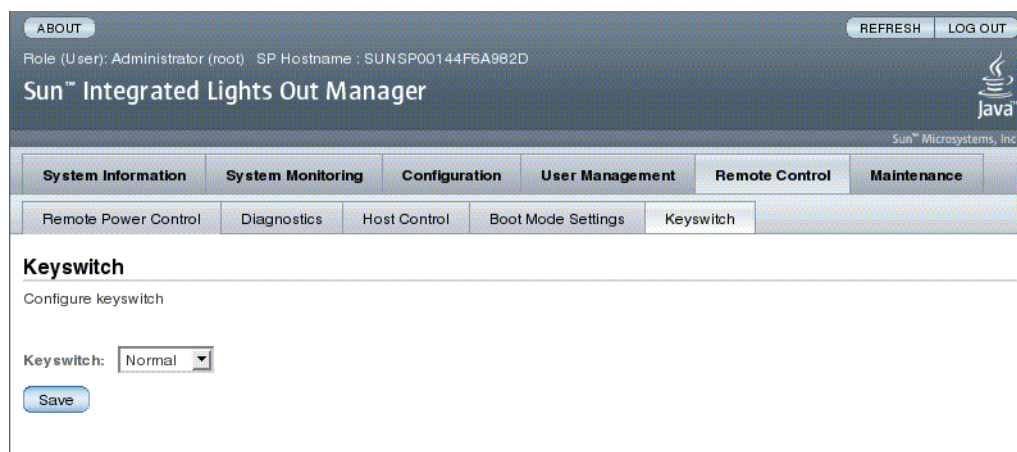 ABOUT
REFRESH LOG OUT
Role (User): Administrator (root) SP Hostname : SUNSP00144F6A982D
Sun™ Integrated Lights Out Manager
Java™
Sun™ Microsystems, Inc
System Information System Monitoring Configuration User Management Remote Control Maintenance
Remote Power Control Diagnostics Host Control Boot Mode Settings Keyswitch
Keyswitch
Configure keyswitch
Keyswitch: Normal
Save